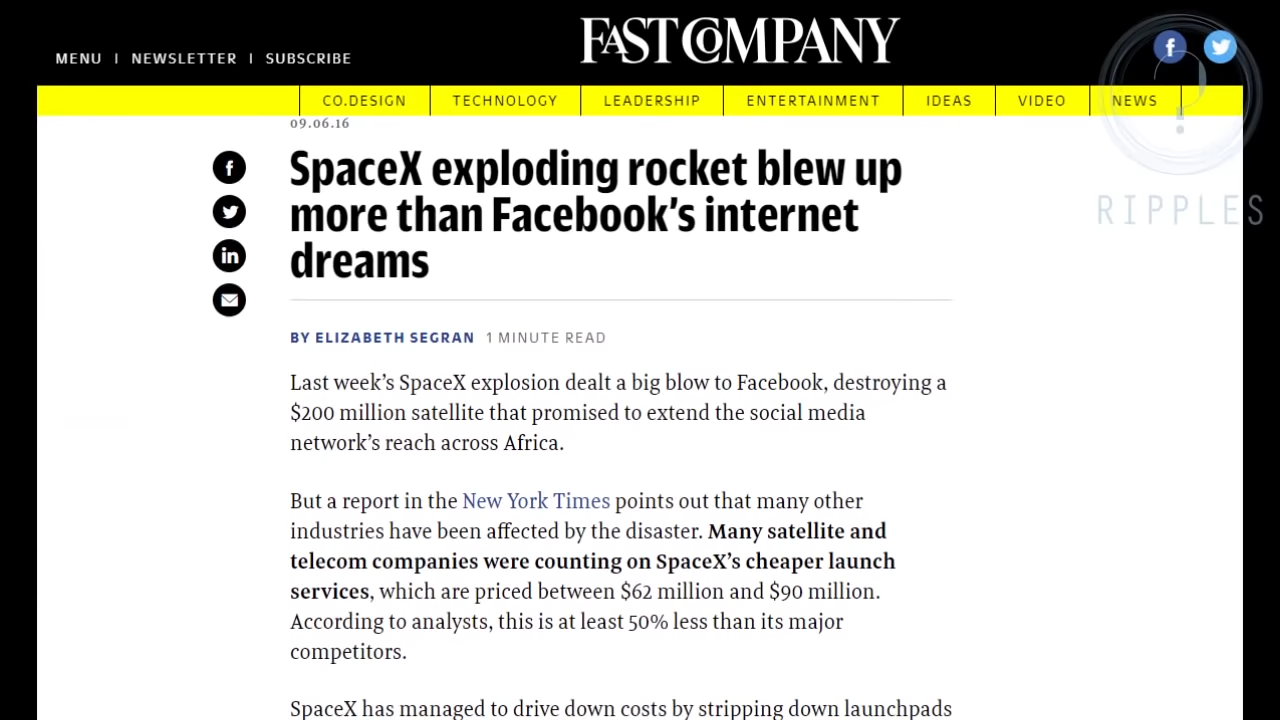 FAST COMPANY
MENU | NEWSLETTER | SUBSCRIBE
CO.DESIGN TECHNOLOGY LEADERSHIP ENTERTAINMENT IDEAS VIDEO NEWS
09.06.16
SpaceX exploding rocket blew up
more than Facebook’s internet
dreams
RIPPLES
BY ELIZABETH SEGRAN 1 MINUTE READ
Last week’s SpaceX explosion dealt a big blow to Facebook, destroying a
$200 million satellite that promised to extend the social media
network’s reach across Africa.
But a report in the New York Times points out that many other
industries have been affected by the disaster. Many satellite and
telecom companies were counting on SpaceX’s cheaper launch
services, which are priced between $62 million and $90 million.
According to analysts, this is at least 50% less than its major
competitors.
SpaceX has managed to drive down costs by stripping down launchpads